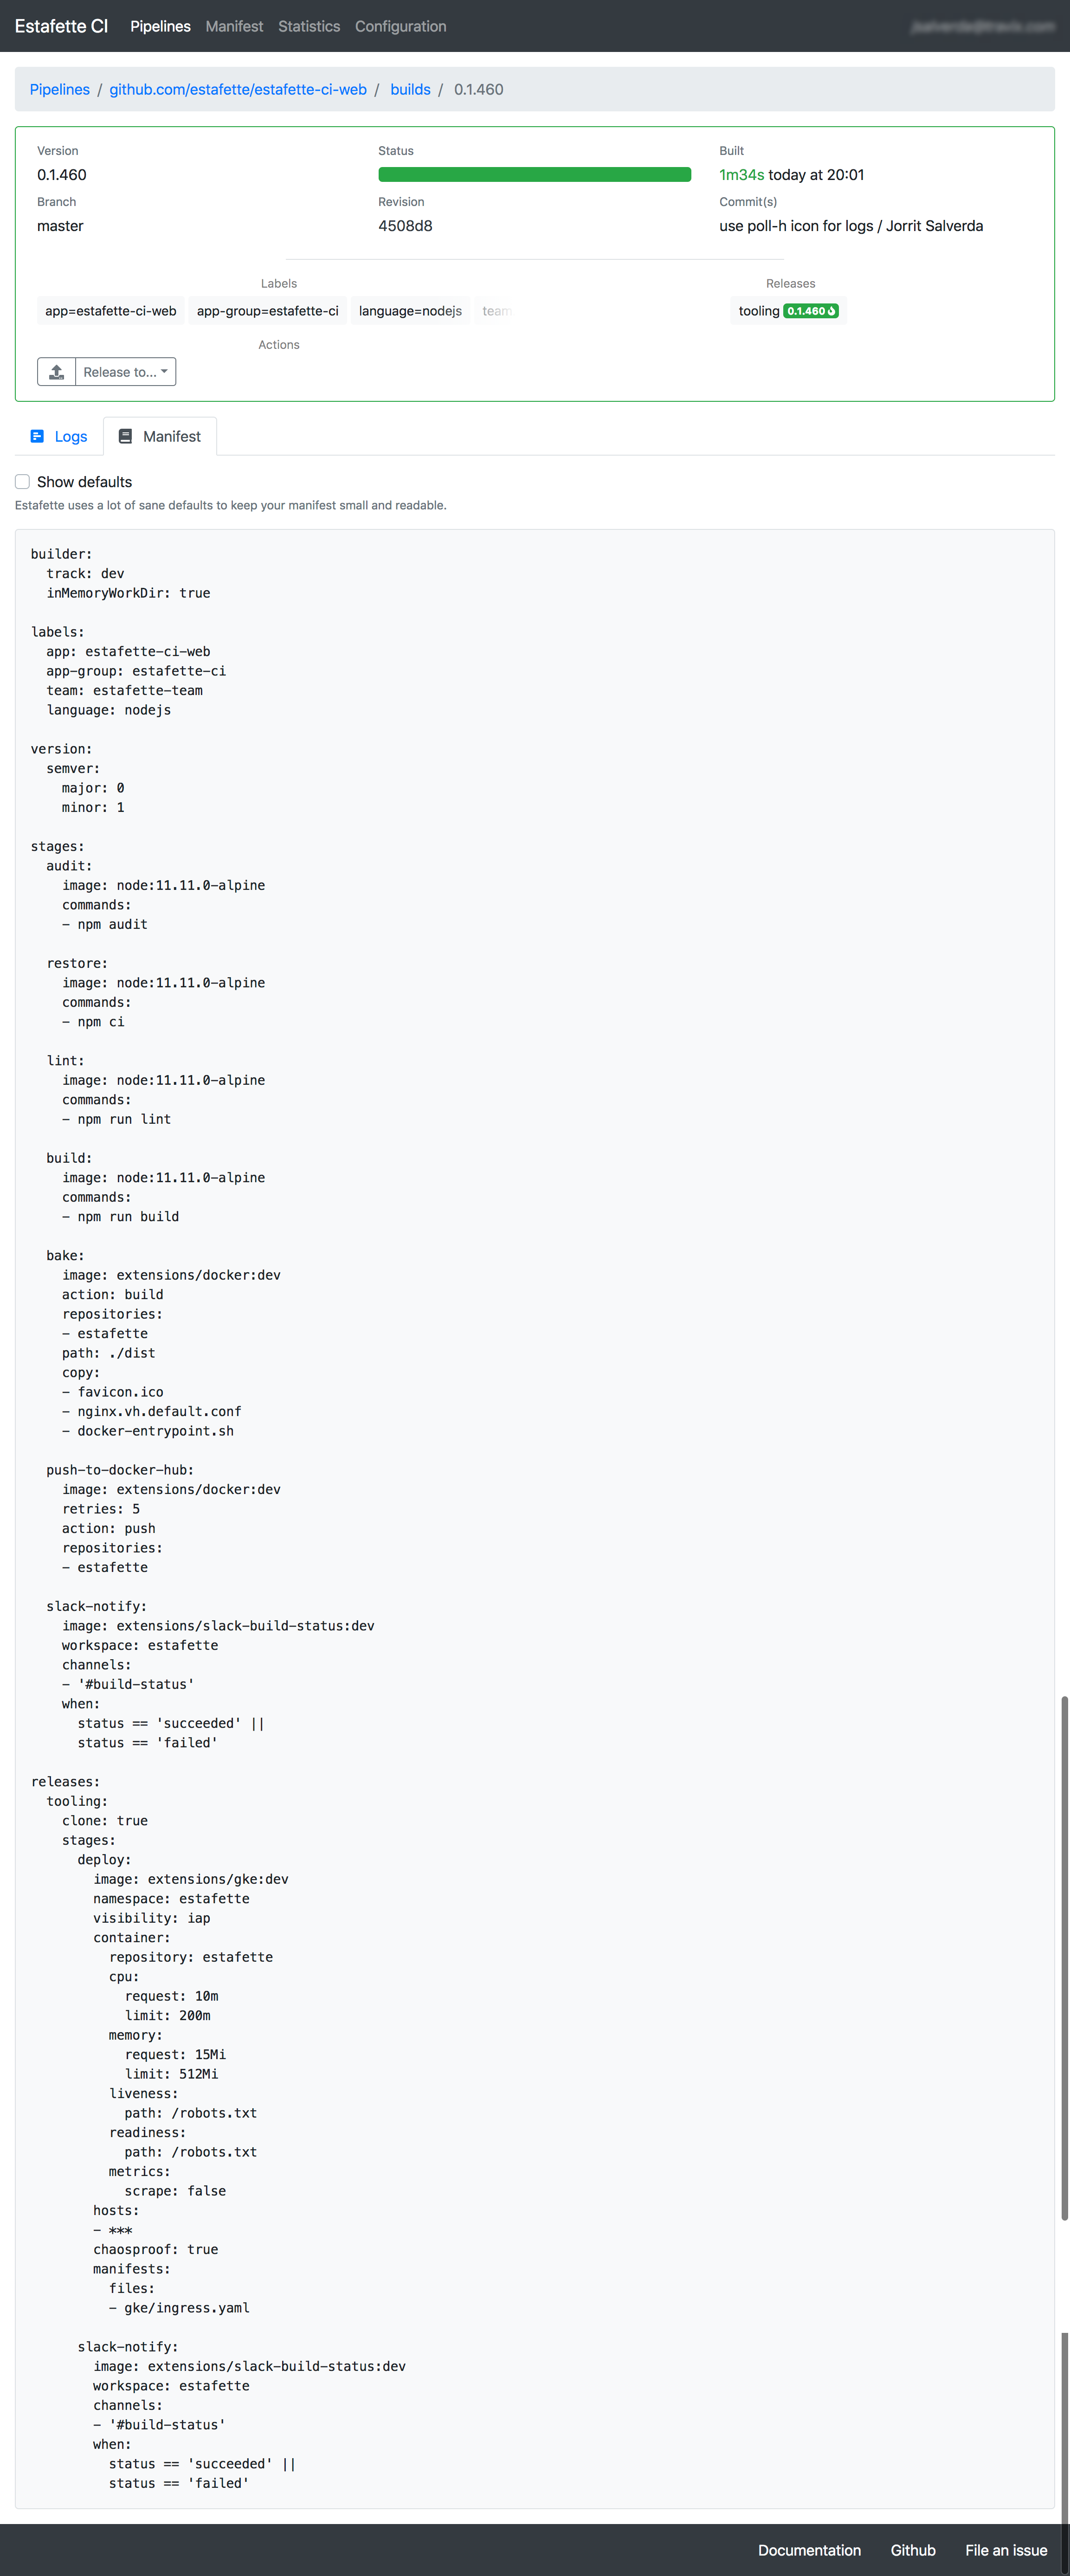 Estafette CI Pipelines Manifest Statistics Configuration
Pipelines / github.com/estafette/estafette-ci-web / builds / 0.1.460
Version Status Built
0.1.460 1m34s today at 20:01
Branch Revision Commit(s)
master 4508d8 use poll-h icon for logs / Jorrit Salverda
Labels Releases
app=estafette-ci-web app-group=estafette-ci language=nodejs team tooling 0.1.460
Actions
Release to...
Logs Manifest
Show defaults
Estafette uses a lot of sane defaults to keep your manifest small and readable.
builder:
  track: dev
  inMemoryWorkDir: true

labels:
  app: estafette-ci-web
  app-group: estafette-ci
  team: estafette-team
  language: nodejs

version:
  semver:
    major: 0
    minor: 1

stages:
  audit:
    image: node:11.11.0-alpine
    commands:
    - npm audit

  restore:
    image: node:11.11.0-alpine
    commands:
    - npm ci

  lint:
    image: node:11.11.0-alpine
    commands:
    - npm run lint

  build:
    image: node:11.11.0-alpine
    commands:
    - npm run build

  bake:
    image: extensions/docker:dev
    action: build
    repositories:
    - estafette
    path: ./dist
    copy:
    - favicon.ico
    - nginx.vh.default.conf
    - docker-entrypoint.sh

  push-to-docker-hub:
    image: extensions/docker:dev
    retries: 5
    action: push
    repositories:
    - estafette

  slack-notify:
    image: extensions/slack-build-status:dev
    workspace: estafette
    channels:
    - '#build-status'
    when:
      status == 'succeeded' ||
      status == 'failed'

releases:
  tooling:
    clone: true
    stages:
      deploy:
        image: extensions/gke:dev
        namespace: estafette
        visibility: iap
        container:
          repository: estafette
          cpu:
            request: 10m
            limit: 200m
          memory:
            request: 15Mi
            limit: 512Mi
          liveness:
            path: /robots.txt
          readiness:
            path: /robots.txt
          metrics:
            scrape: false
        hosts:
        - ***
        chaosproof: true
        manifests:
          files:
          - gke/ingress.yaml

      slack-notify:
        image: extensions/slack-build-status:dev
        workspace: estafette
        channels:
        - '#build-status'
        when:
          status == 'succeeded' ||
          status == 'failed'
Documentation Github File an issue